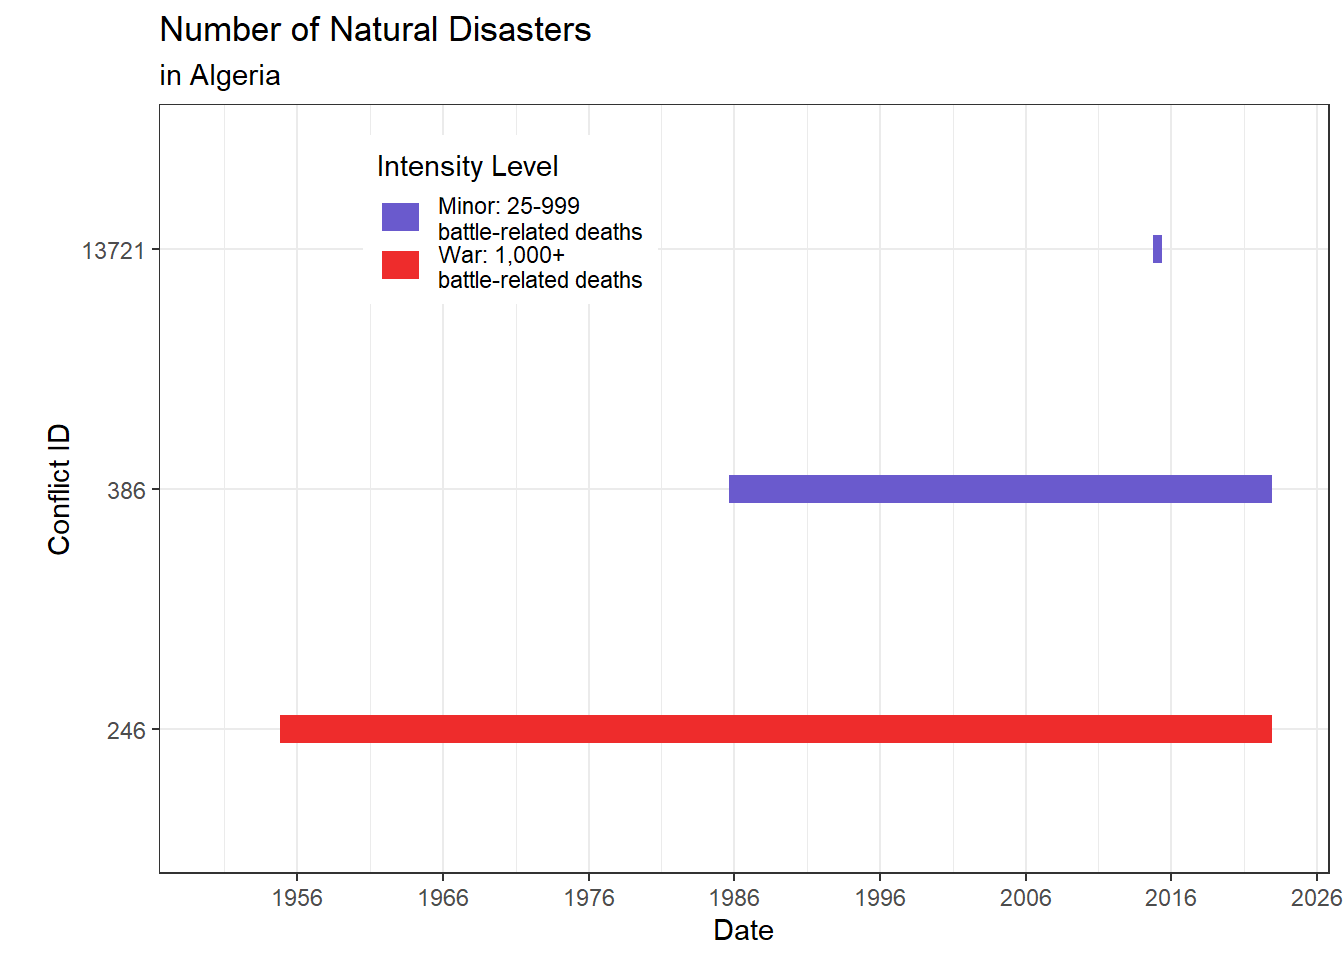 Number of Natural Disasters
in Algeria
Intensity Level
Minor: 25-999
battle-related deaths
War: 1,000+
battle-related deaths
13721
386
246
Conflict ID
1956 1966 1976 1986 1996 2006 2016 2026
Date